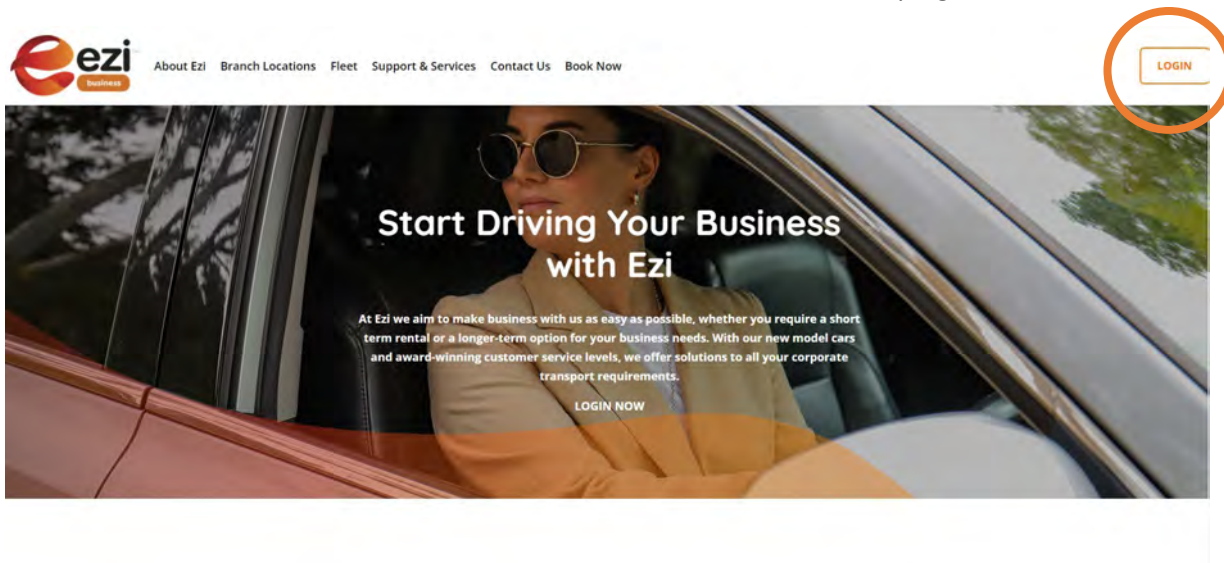 ezi
business
About Ezi Branch Locations Fleet Support & Services Contact Us Book Now
LOGIN
Start Driving Your Business
with Ezi
At Ezi we aim to make business with us as easy as possible, whether you require a short
term rental or a longer-term option for your business needs. With our new model cars
and award-winning customer service levels, we offer solutions to all your corporate
transport requirements.
LOGIN NOW